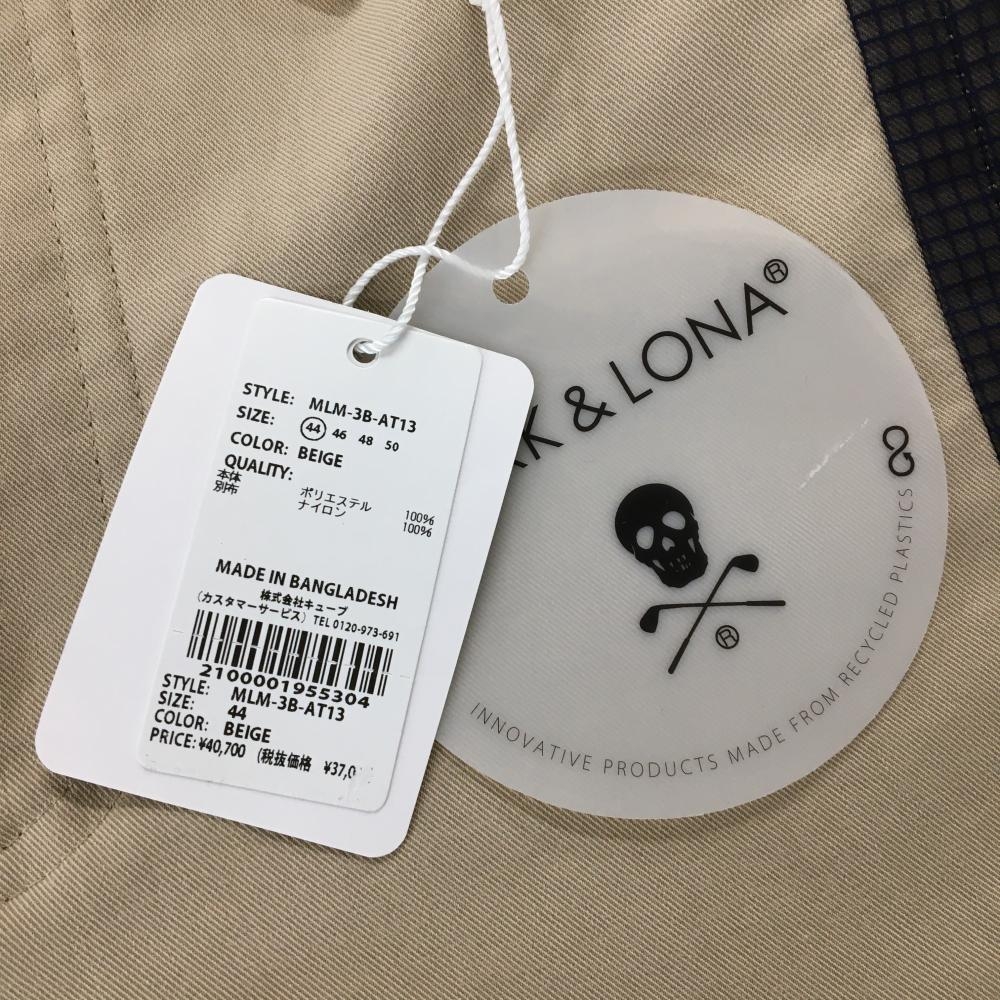 STYLE: MLM-3B-AT13
SIZE: 44 46 48 50
COLOR: BEIGE
QUALITY:
本体 ポリエステル 100%
別布 ナイロン 100%
MADE IN BANGLADESH
株式会社キューブ
(カスタマーサービス) TEL 0120-973-691
2100001955304
STYLE: MLM-3B-AT13
SIZE: 44
COLOR: BEIGE
PRICE: ¥40,700 (税抜価格 ¥37,0
K & LONA®
®
INNOVATIVE PRODUCTS MADE FROM RECYCLED PLASTICS